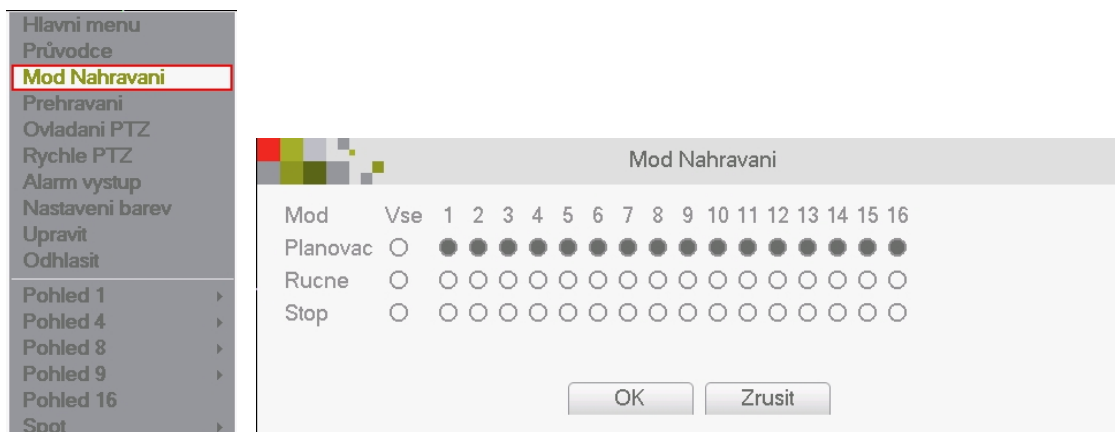 Hlavni menu
Průvodce
Mod Nahravani
Prehravani
Ovladani PTZ
Rychle PTZ
Alarm vystup
Nastaveni barev
Upravit
Odhlasit
Pohled 1
Pohled 4
Pohled 8
Pohled 9
Pohled 16
Spot
Mod Nahravani
Mod Vse 1 2 3 4 5 6 7 8 9 10 11 12 13 14 15 16
Planovac
Rucne
Stop
OK Zrusit